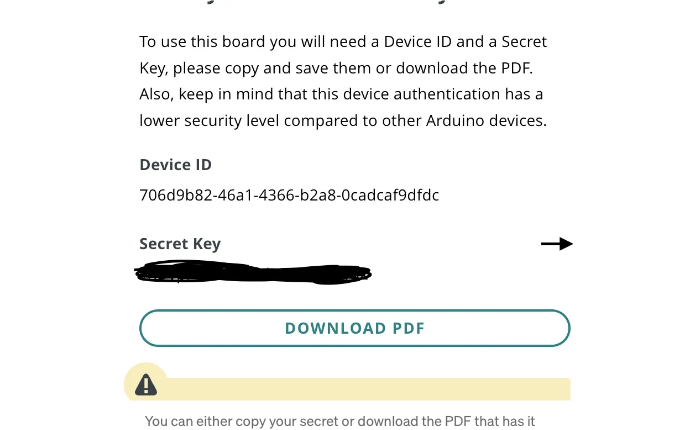 To use this board you will need a Device ID and a Secret
Key, please copy and save them or download the PDF.
Also, keep in mind that this device authentication has a
lower security level compared to other Arduino devices.
Device ID
706d9b82-46a1-4366-b2a8-0cadcaf9dfdc
Secret Key
DOWNLOAD PDF
You can either copy your secret or download the PDF that has it